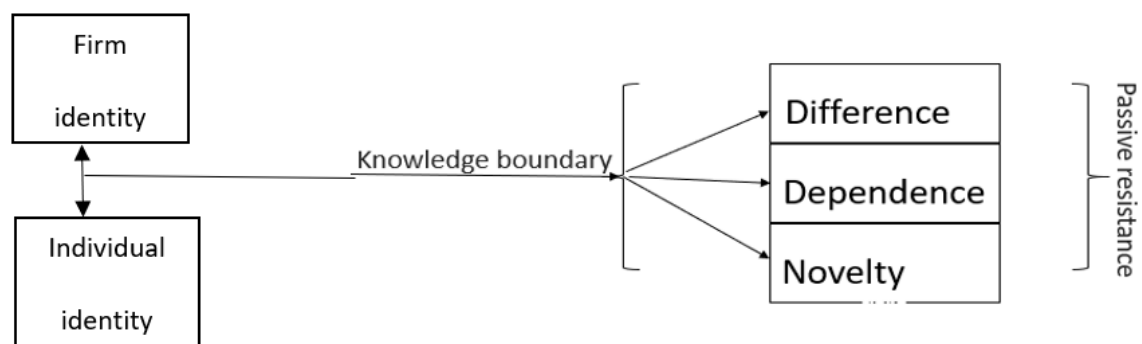 Firm
identity
Knowledge boundary
Individual
identity
Difference
Dependence
Novelty
Passive resistance